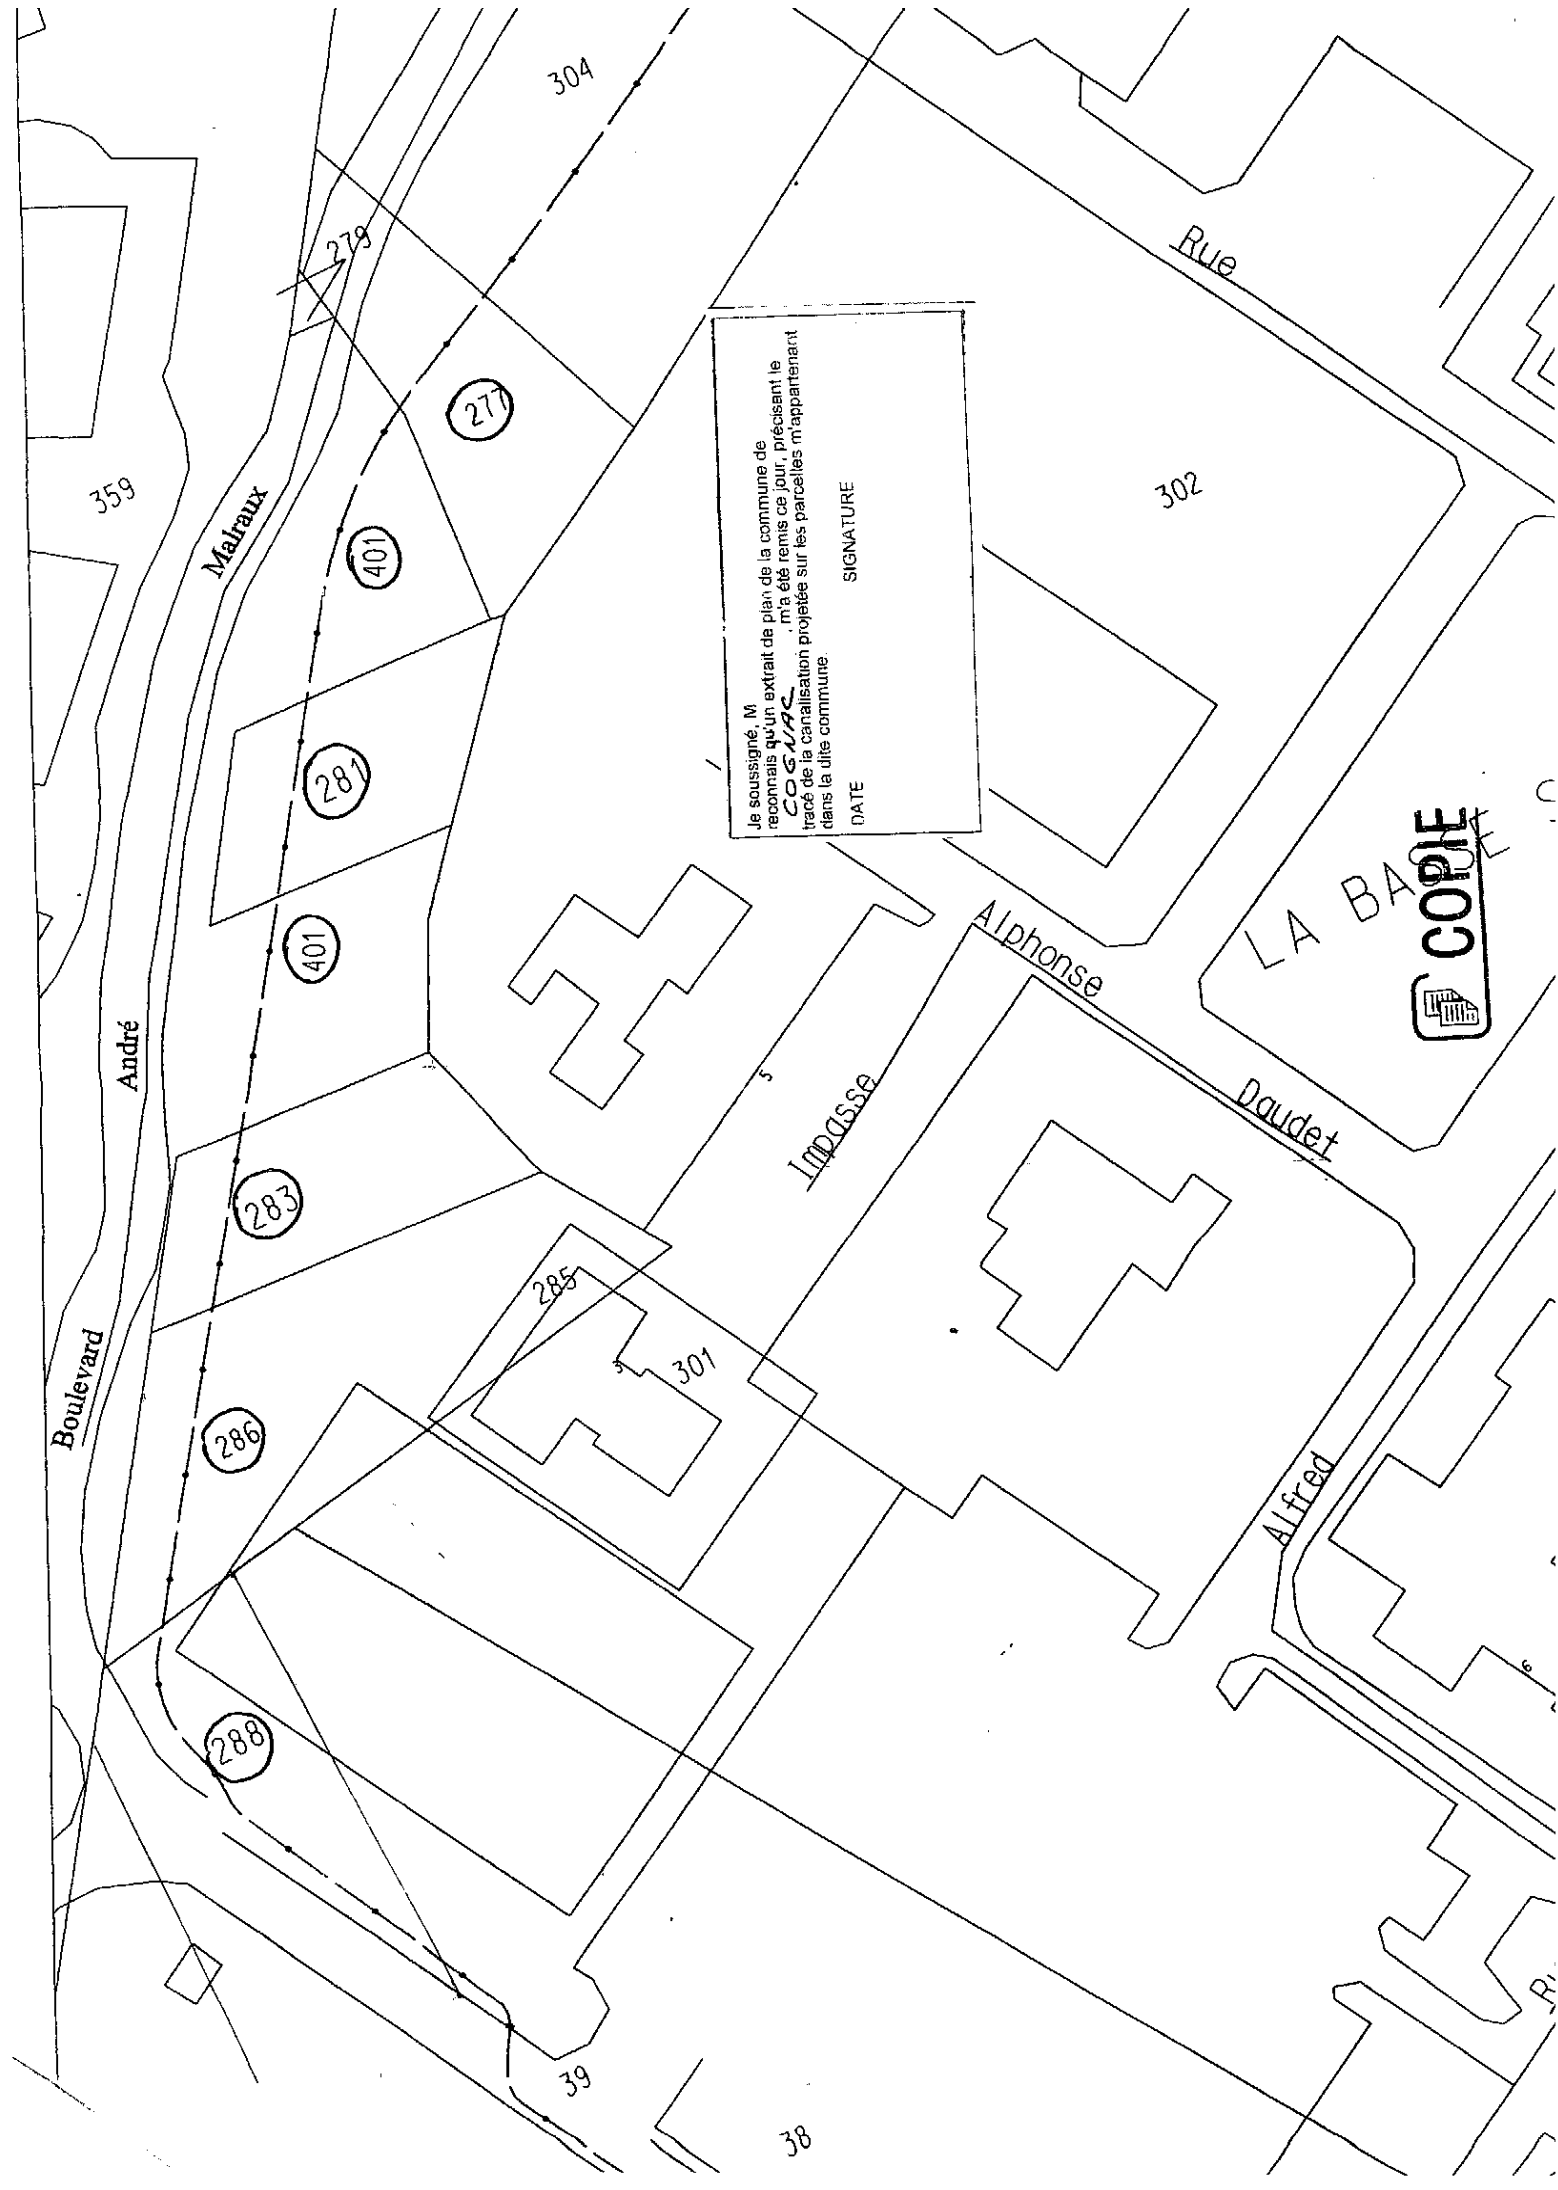 304
279
Rue
277
359
Malraux
401
302
Je soussigné, M
reconnais qu'un extrait de plan de la commune de
COGNAC , m'a été remis ce jour, précisant le
tracé de la canalisation projetée sur les parcelles m'appartenant
dans la dite commune.
DATE SIGNATURE
281
401
LA BA
COPIE
Alphonse
André
5
Impasse
Daudet
283
285
Boulevard
3
301
286
Alfred
288
6
39
38